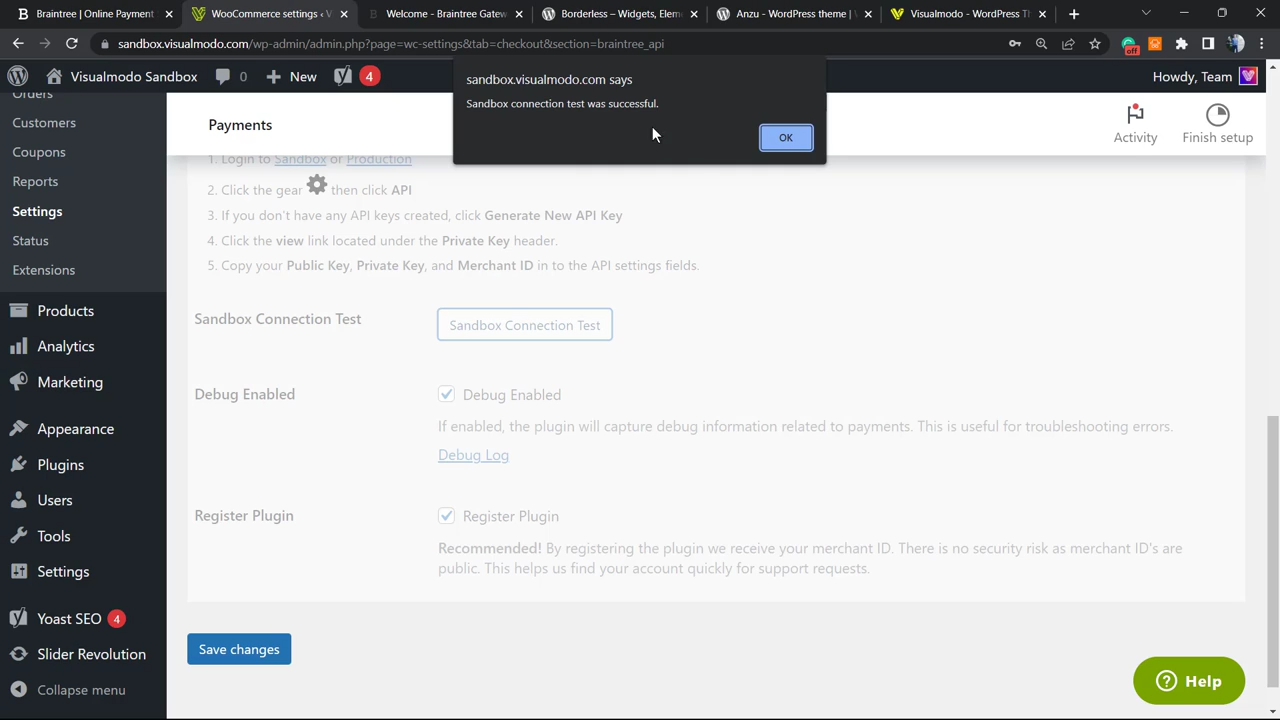 Braintree | Online Payment
WooCommerce settings ‹ V
Welcome - Braintree Gatew
Borderless – Widgets, Elem
Anzu - WordPress theme | V
Visualmodo - WordPress Th
sandbox.visualmodo.com/wp-admin/admin.php?page=wc-settings&tab=checkout&section=braintree_api
off
Visualmodo Sandbox
0
New
4
Howdy, Team
sandbox.visualmodo.com says
Sandbox connection test was successful.
OK
Orders
Customers
Coupons
Reports
Settings
Status
Extensions
Products
Analytics
Marketing
Appearance
Plugins
Users
Tools
Settings
Yoast SEO 4
Slider Revolution
Collapse menu
Payments
Activity
Finish setup
1. Login to Sandbox or Production
2. Click the gear then click API
3. If you don't have any API keys created, click Generate New API Key
4. Click the view link located under the Private Key header.
5. Copy your Public Key, Private Key, and Merchant ID in to the API settings fields.
Sandbox Connection Test
Sandbox Connection Test
Debug Enabled
Debug Enabled
If enabled, the plugin will capture debug information related to payments. This is useful for troubleshooting errors.
Debug Log
Register Plugin
Register Plugin
Recommended! By registering the plugin we receive your merchant ID. There is no security risk as merchant ID's are
public. This helps us find your account quickly for support requests.
Save changes
Help